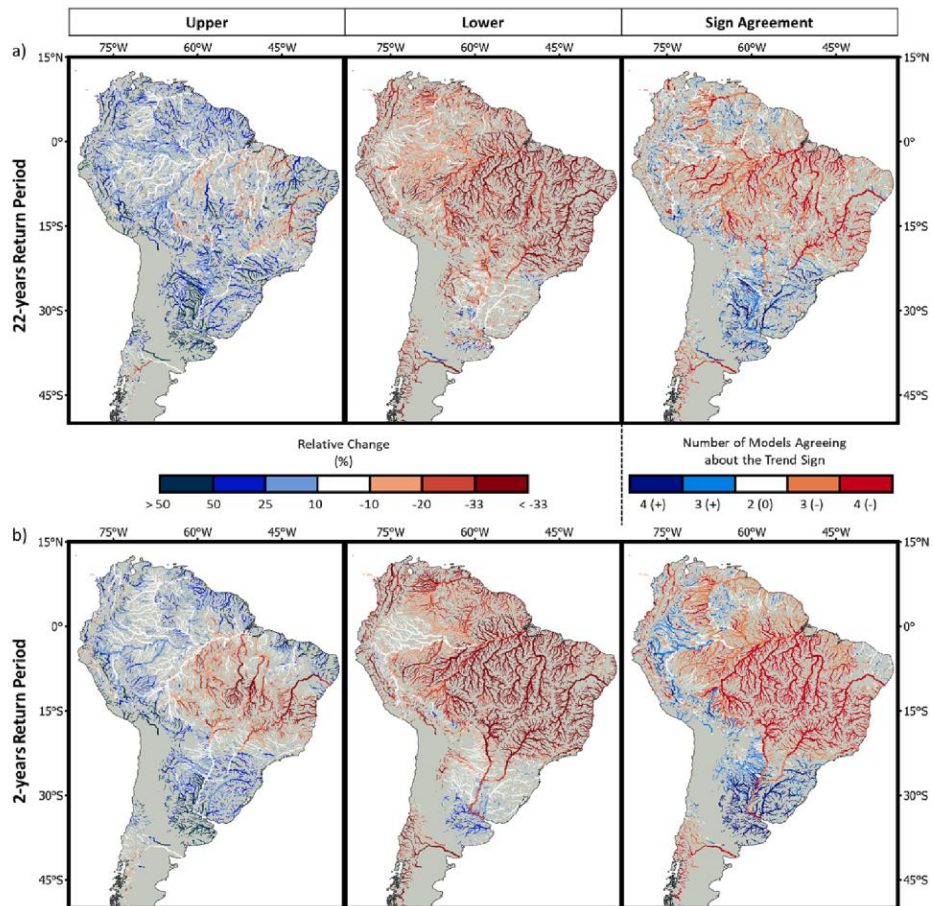 Upper Lower Sign Agreement
75°W 60°W 45°W 75°W 60°W 45°W 75°W 60°W 45°W
a) 15°N 15°N
22-years Return Period
0° 0°
15°S 15°S
30°S 30°S
45°S 45°S
Relative Change
(%)
> 50 50 25 10 -10 -20 -33 < -33
Number of Models Agreeing
about the Trend Sign
4 (+) 3 (+) 2 (0) 3 (-) 4 (-)
75°W 60°W 45°W 75°W 60°W 45°W 75°W 60°W 45°W
b) 15°N 15°N
2-years Return Period
0° 0°
15°S 15°S
30°S 30°S
45°S 45°S